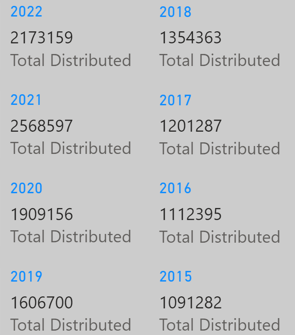 2022
2173159
Total Distributed
2021
2568597
Total Distributed
2020
1909156
Total Distributed
2019
1606700
Total Distributed
2018
1354363
Total Distributed
2017
1201287
Total Distributed
2016
1112395
Total Distributed
2015
1091282
Total Distributed